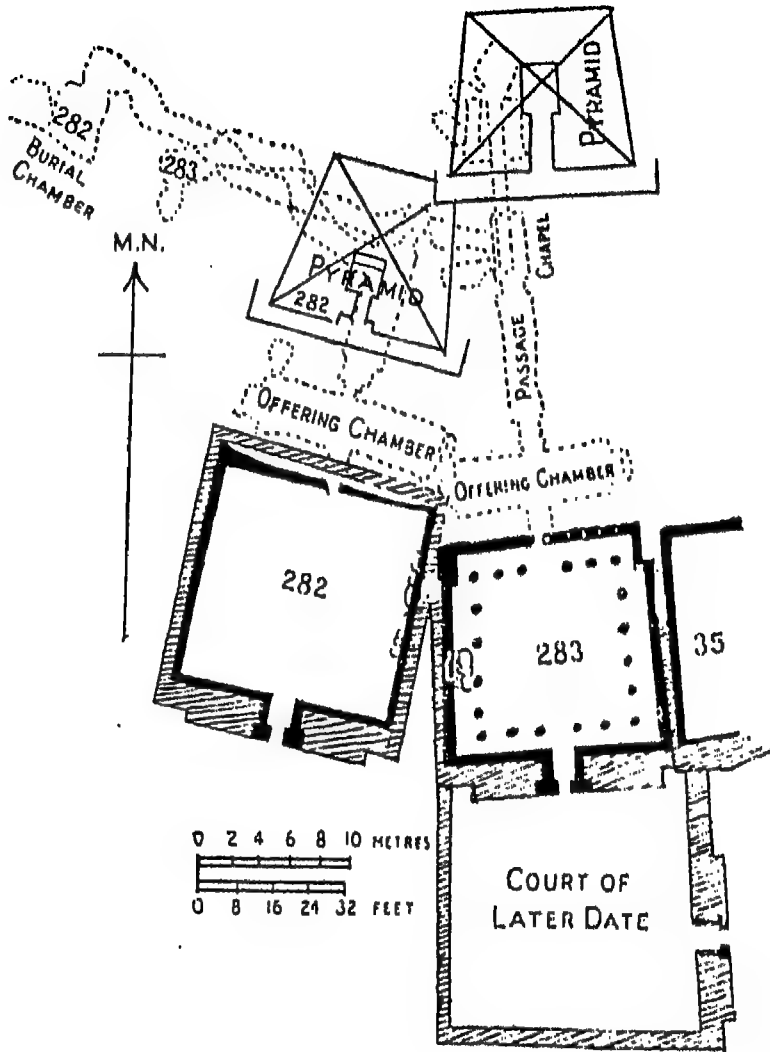 PYRAMID
282
BURIAL
CHAMBER
283
M.N.
PYRAMID
282
CHAPEL
PASSAGE
OFFERING CHAMBER
OFFERING CHAMBER
282
283
35
0 2 4 6 8 10 METRES
0 8 16 24 32 FEET
COURT OF
LATER DATE